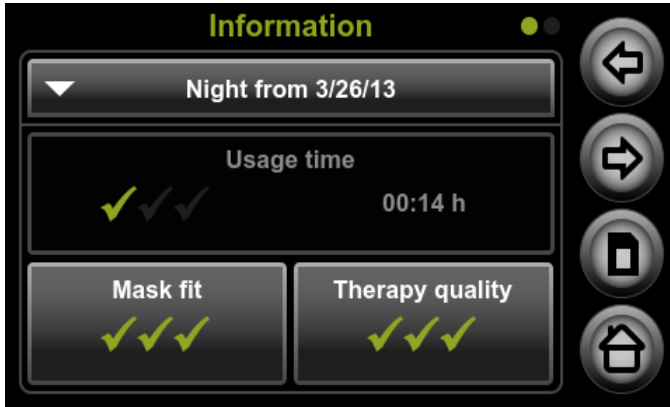 Information
Night from 3/26/13
Usage time
00:14 h
Mask fit
Therapy quality